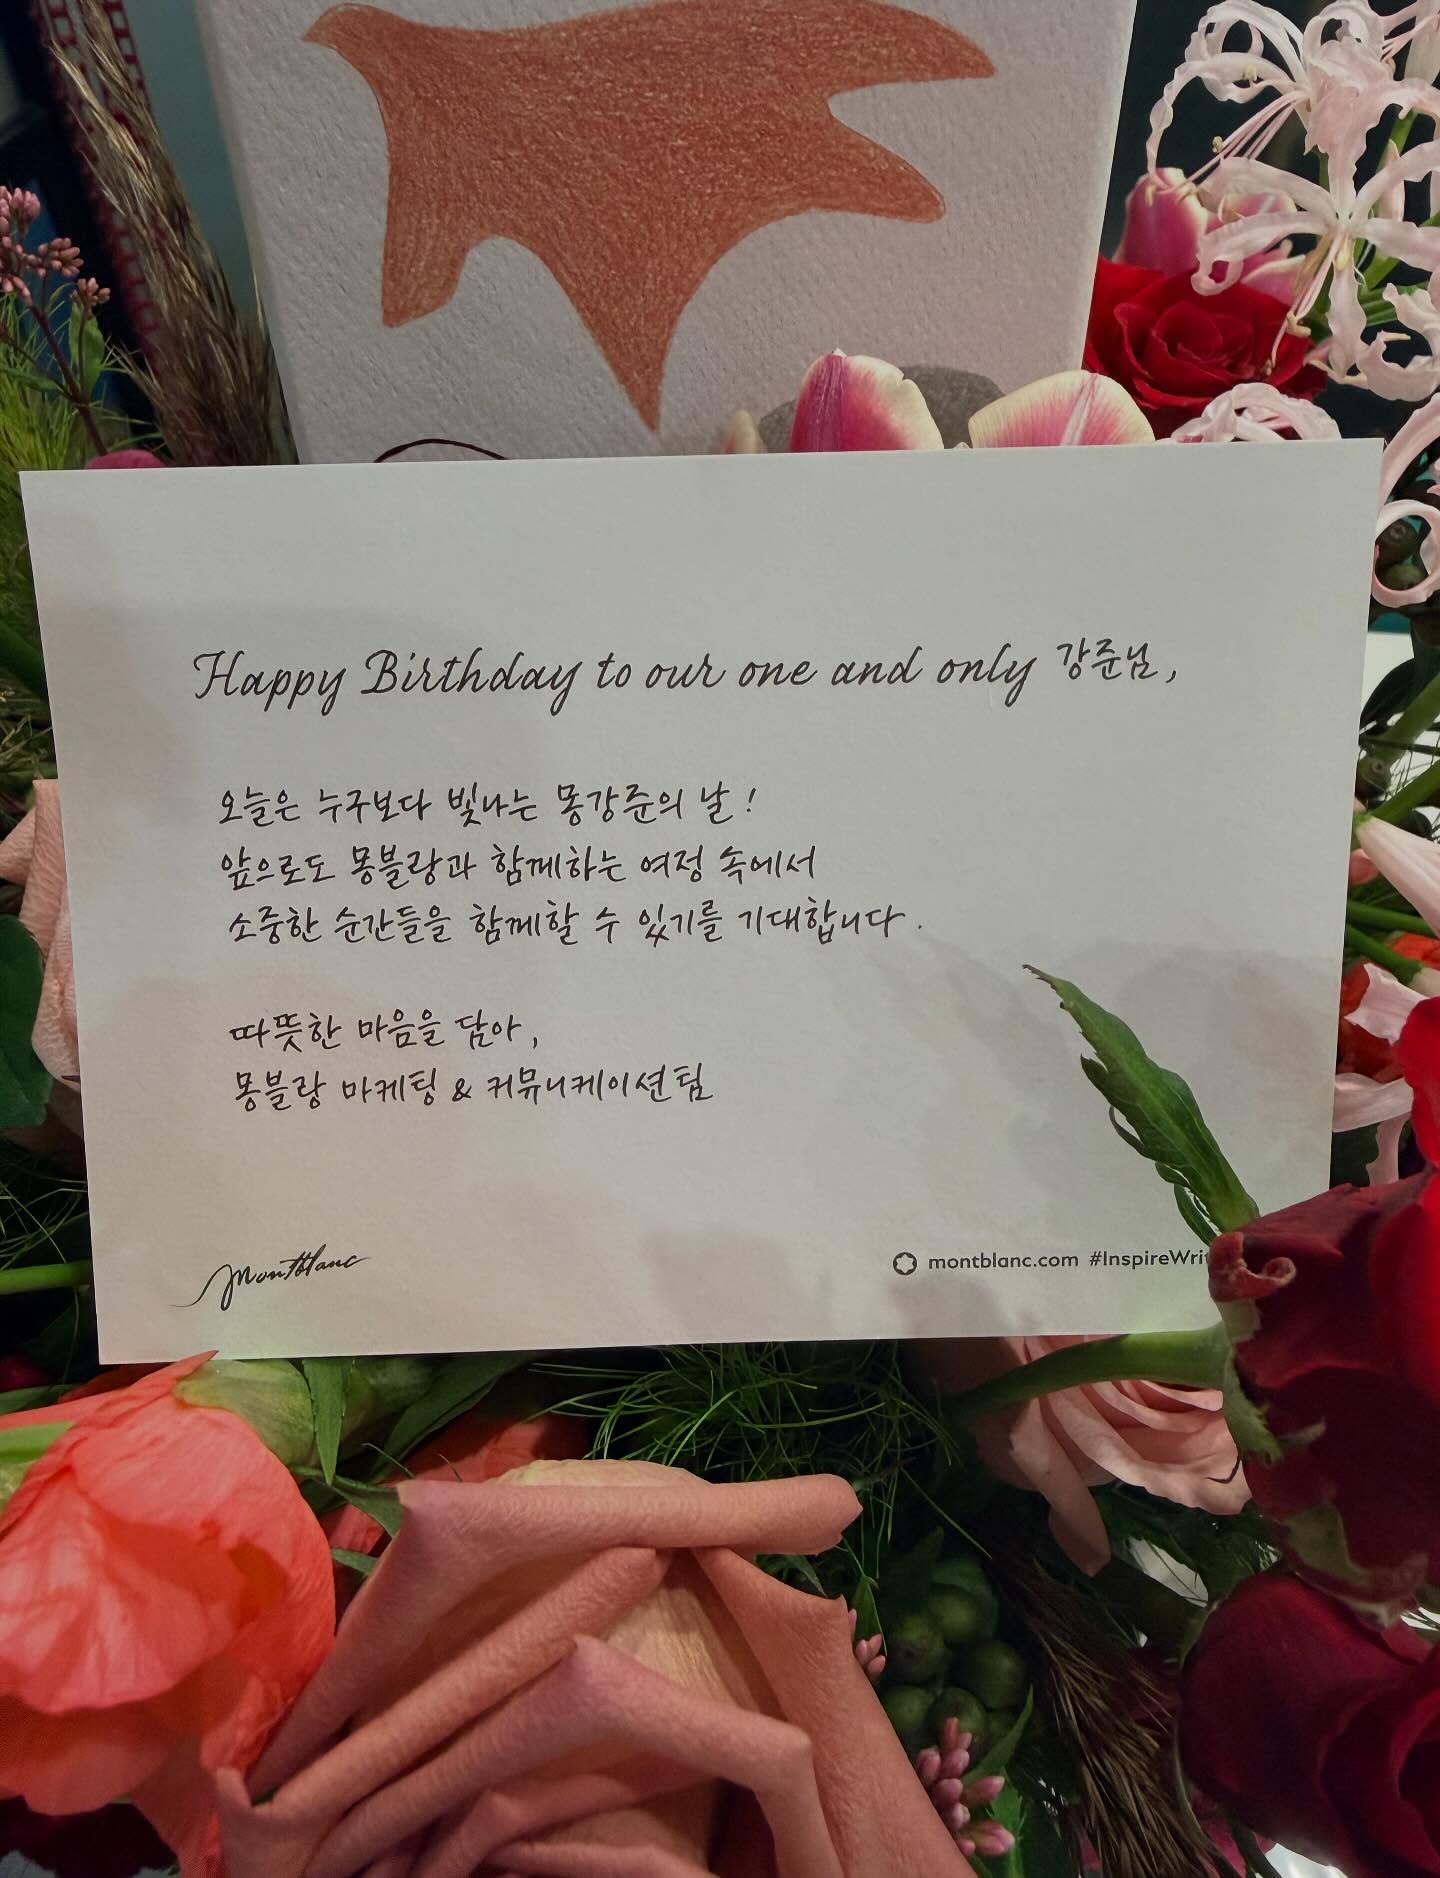 Happy Birthday to our one and only 강준님,
오늘은 누구보다 빛나는 몽강준의 날!
앞으로도 몽블랑과 함께하는 여정 속에서
소중한 순간들을 함께할 수 있기를 기대합니다.
따뜻한 마음을 담아,
몽블랑 마케팅 & 커뮤니케이션팀
Montblanc
montblanc.com #InspireWrit